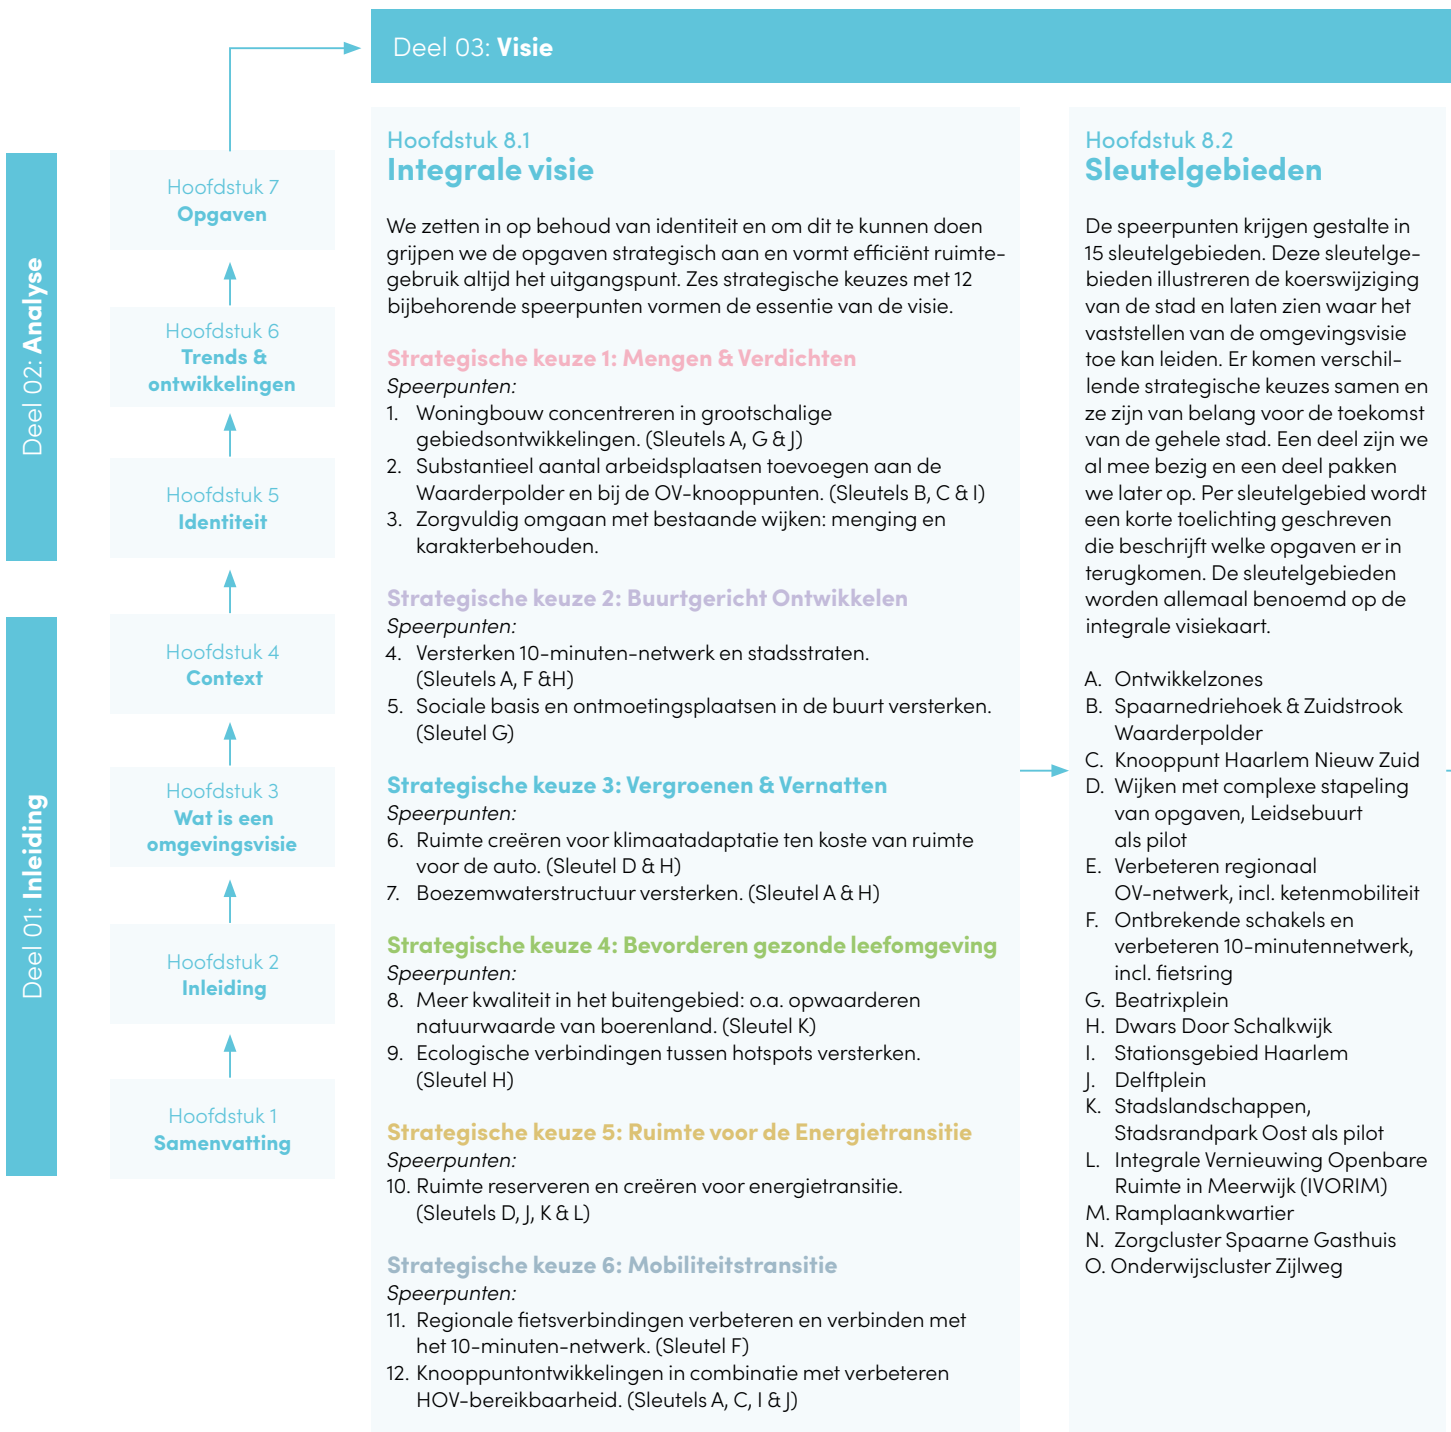 Deel 03: Visie
Deel 02: Analyse
Deel 01: Inleiding
Hoofdstuk 7
Opgaven
Hoofdstuk 6
Trends &
ontwikkelingen
Hoofdstuk 5
Identiteit
Hoofdstuk 4
Context
Hoofdstuk 3
Wat is een
omgevingsvisie
Hoofdstuk 2
Inleiding
Hoofdstuk 1
Samenvatting
Hoofdstuk 8.1
Integrale visie
We zetten in op behoud van identiteit en om dit te kunnen doen
grijpen we de opgaven strategisch aan en vormt efficiënt ruimte-
gebruik altijd het uitgangspunt. Zes strategische keuzes met 12
bijbehorende speerpunten vormen de essentie van de visie.
Strategische keuze 1: Mengen & Verdichten
Speerpunten:
1. Woningbouw concentreren in grootschalige
gebiedsontwikkelingen. (Sleutels A, G & J)
2. Substantieel aantal arbeidsplaatsen toevoegen aan de
Waarderpolder en bij de OV-knooppunten. (Sleutels B, C & I)
3. Zorgvuldig omgaan met bestaande wijken: menging en
karakterbehouden.
Strategische keuze 2: Buurtgericht Ontwikkelen
Speerpunten:
4. Versterken 10-minuten-netwerk en stadsstraten.
(Sleutels A, F &H)
5. Sociale basis en ontmoetingsplaatsen in de buurt versterken.
(Sleutel G)
Strategische keuze 3: Vergroenen & Vernatten
Speerpunten:
6. Ruimte creëren voor klimaatadaptatie ten koste van ruimte
voor de auto. (Sleutel D & H)
7. Boezemwaterstructuur versterken. (Sleutel A & H)
Strategische keuze 4: Bevorderen gezonde leefomgeving
Speerpunten:
8. Meer kwaliteit in het buitengebied: o.a. opwaarderen
natuurwaarde van boerenland. (Sleutel K)
9. Ecologische verbindingen tussen hotspots versterken.
(Sleutel H)
Strategische keuze 5: Ruimte voor de Energietransitie
Speerpunten:
10. Ruimte reserveren en creëren voor energietransitie.
(Sleutels D, J, K & L)
Strategische keuze 6: Mobiliteitstransitie
Speerpunten:
11. Regionale fietsverbindingen verbeteren en verbinden met
het 10-minuten-netwerk. (Sleutel F)
12. Knooppuntontwikkelingen in combinatie met verbeteren
HOV-bereikbaarheid. (Sleutels A, C, I & J)
Hoofdstuk 8.2
Sleutelgebieden
De speerpunten krijgen gestalte in
15 sleutelgebieden. Deze sleutelge-
bieden illustreren de koerswijziging
van de stad en laten zien waar het
vaststellen van de omgevingsvisie
toe kan leiden. Er komen verschil-
lende strategische keuzes samen en
ze zijn van belang voor de toekomst
van de gehele stad. Een deel zijn we
al mee bezig en een deel pakken
we later op. Per sleutelgebied wordt
een korte toelichting geschreven
die beschrijft welke opgaven er in
terugkomen. De sleutelgebieden
worden allemaal benoemd op de
integrale visiekaart.
A. Ontwikkelzones
B. Spaarnedriehoek & Zuidstrook
Waarderpolder
C. Knooppunt Haarlem Nieuw Zuid
D. Wijken met complexe stapeling
van opgaven, Leidsebuurt
als pilot
E. Verbeteren regionaal
OV-netwerk, incl. ketenmobiliteit
F. Ontbrekende schakels en
verbeteren 10-minutennetwerk,
incl. fietsring
G. Beatrixplein
H. Dwars Door Schalkwijk
I. Stationsgebied Haarlem
J. Delftplein
K. Stadslandschappen,
Stadsrandpark Oost als pilot
L. Integrale Vernieuwing Openbare
Ruimte in Meerwijk (IVORIM)
M. Ramplaankwartier
N. Zorgcluster Spaarne Gasthuis
O. Onderwijscluster Zijlweg